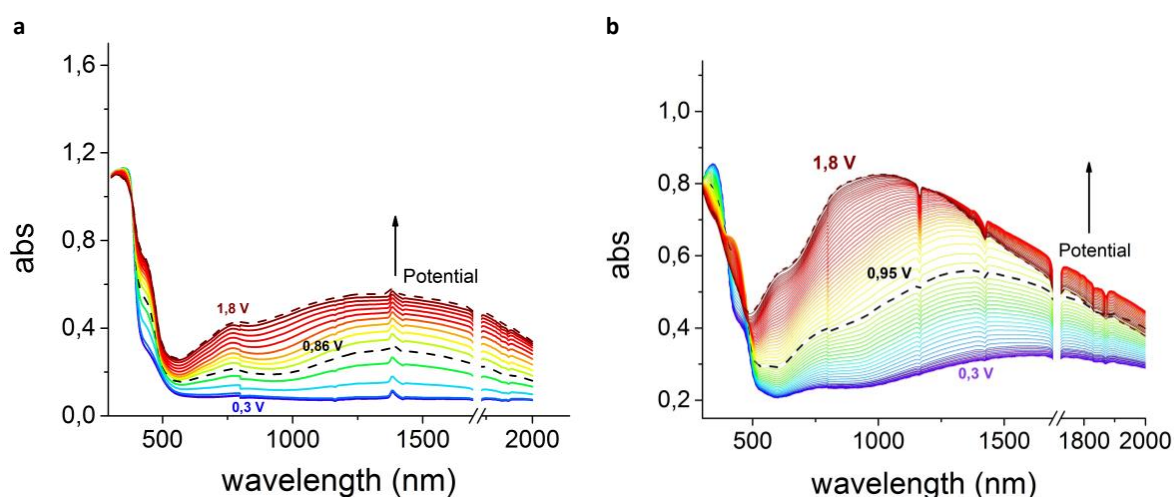 a
abs
1,6
1,2
0,8
0,4
0,0
Potential
1,8 V
0,86 V
0,3 V
500
1000
1500
2000
wavelength (nm)
b
abs
1,0
0,8
0,6
0,4
0,2
1,8 V
Potential
0,95 V
0,3 V
500
1000
1500
1800
2000
wavelength (nm)